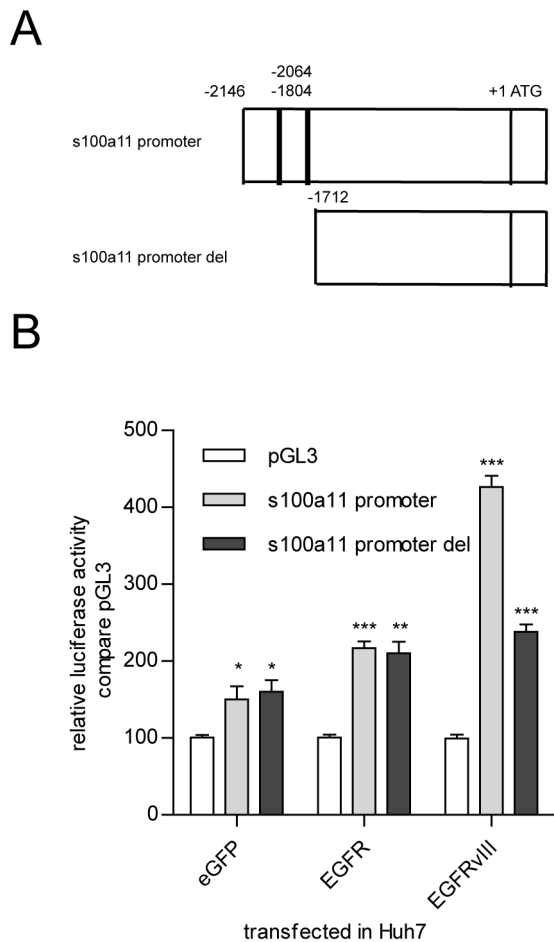 A
-2064
-2146 -1804 +1 ATG
s100a11 promoter
-1712
s100a11 promoter del
B
500
400
300
200
100
0
relative luciferase activity
compare pGL3
pGL3
s100a11 promoter
s100a11 promoter del
* * *** ** *** ***
eGFP EGFR EGFRvIII
transfected in Huh7